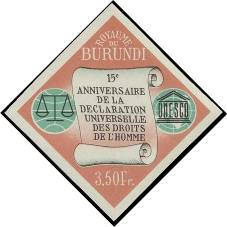 ROYAUME
DU
BURUNDI
15e
ANNIVERSAIRE
DE LA
DECLARATION
UNIVERSELLE
DES DROITS
DE L'HOMME
UNESCO
3,50Fr.